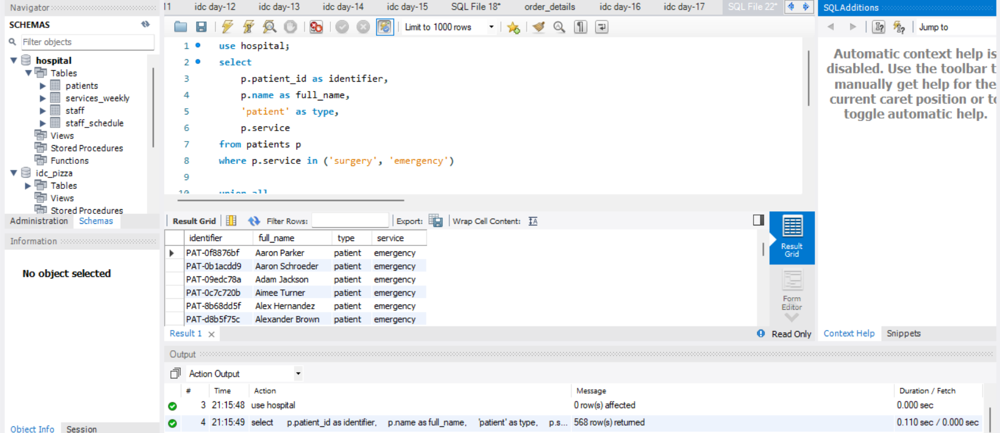 Navigator
SCHEMAS
Filter objects
hospital
Tables
patients
services_weekly
staff
staff_schedule
Views
Stored Procedures
Functions
idc_pizza
Tables
Views
Stored Procedures
Administration Schemas
Information
No object selected
Object Info Session
11 idc day-12 idc day-13 idc day-14 idc day-15 SQL File 18* order_details idc day-16 idc day-17 SQL File 22*
Limit to 1000 rows
1 use hospital;
2 select
3 p.patient_id as identifier,
4 p.name as full_name,
5 'patient' as type,
6 p.service
7 from patients p
8 where p.service in ('surgery', 'emergency')
9
10 union all
Result Grid Filter Rows: Export: Wrap Cell Content:
identifier full_name type service
PAT-0f8876bf Aaron Parker patient emergency
PAT-0b1acdd9 Aaron Schroeder patient emergency
PAT-09edc78a Adam Jackson patient emergency
PAT-0c7c720b Aimee Turner patient emergency
PAT-8b68dd5f Alex Hernandez patient emergency
PAT-d8b5f75c Alexander Brown patient emergency
Result
Grid
Form
Editor
Result 1 Read Only
Output
Action Output
# Time Action Message Duration / Fetch
3 21:15:48 use hospital 0 row(s) affected 0.000 sec
4 21:15:49 select p.patient_id as identifier, p.name as full_name, 'patient' as type, p.s... 568 row(s) returned 0.110 sec / 0.000 sec
SQLAdditions
Jump to
Automatic context help is
disabled. Use the toolbar t
manually get help for the
current caret position or to
toggle automatic help.
Context Help Snippets